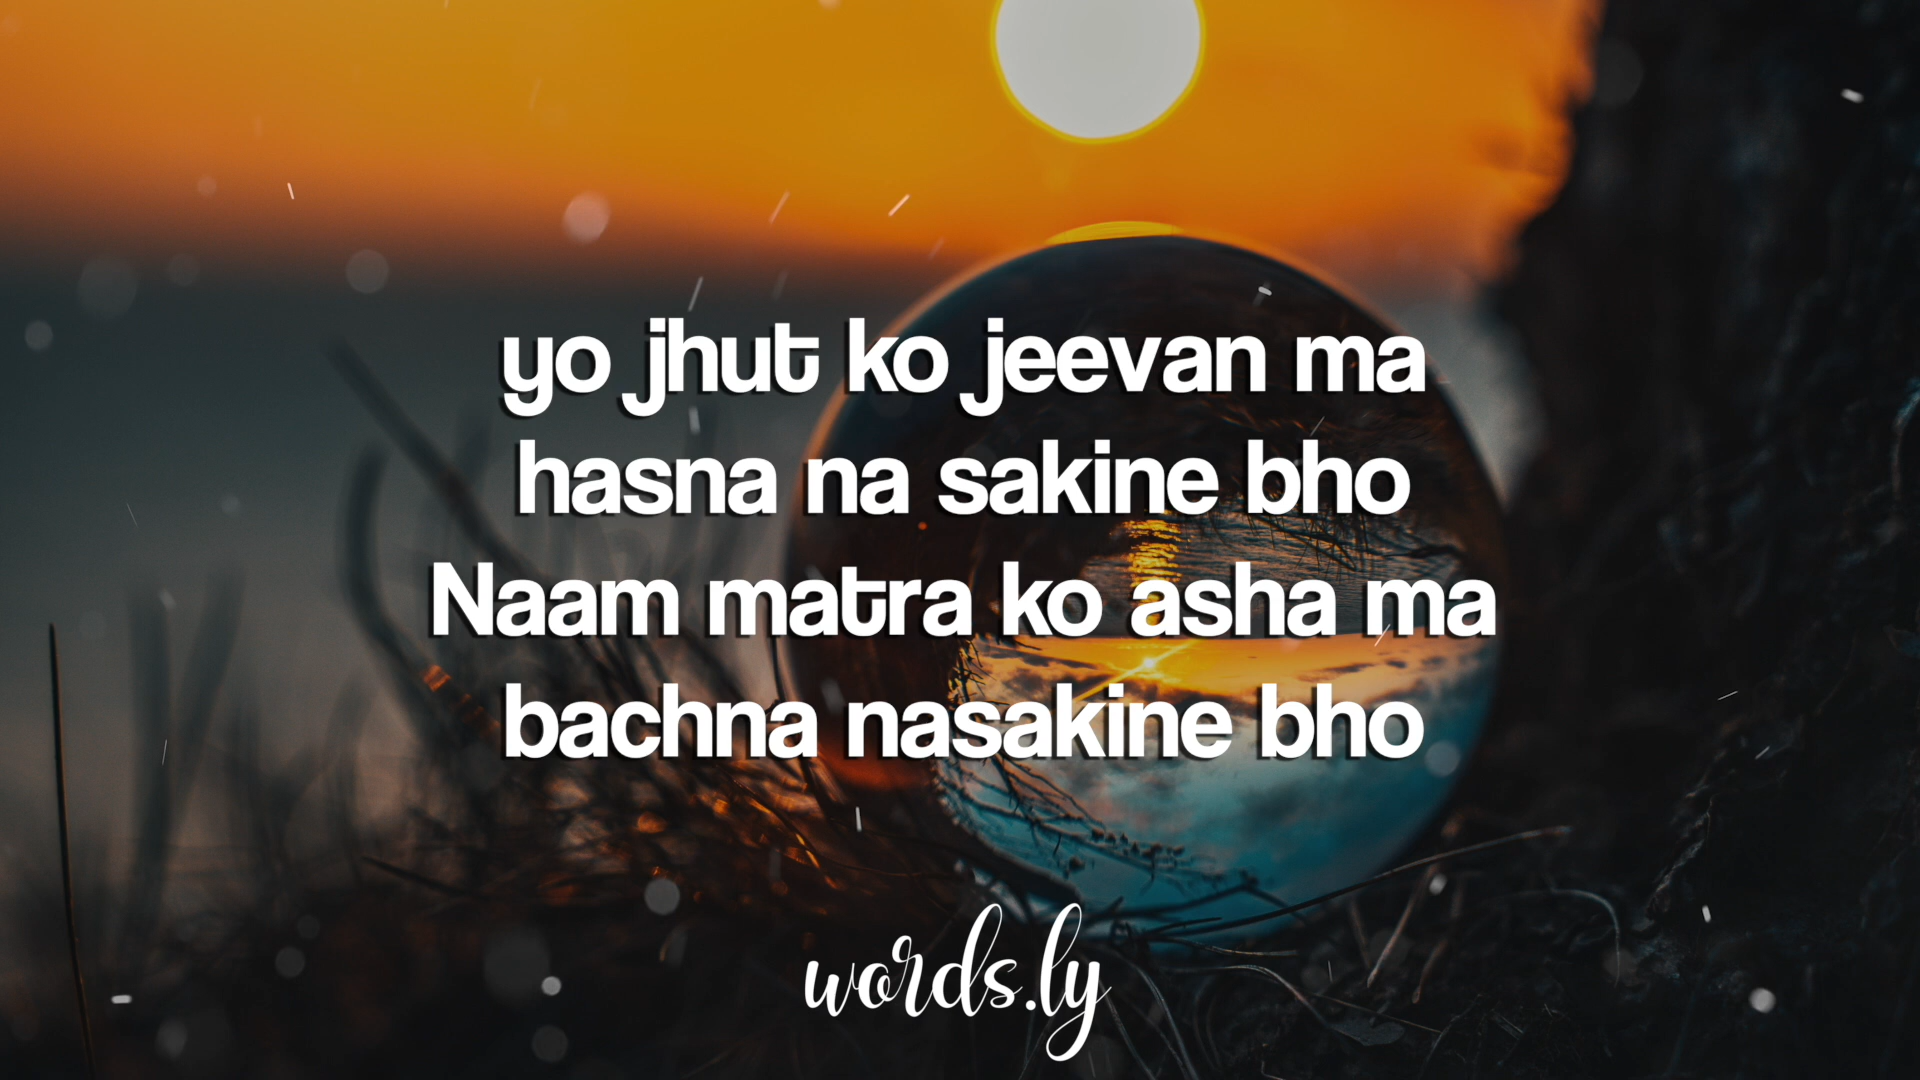 yo jhut ko jeevan ma
hasna na sakine bho
Naam matra ko asha ma
bachna nasakine bho
words.ly